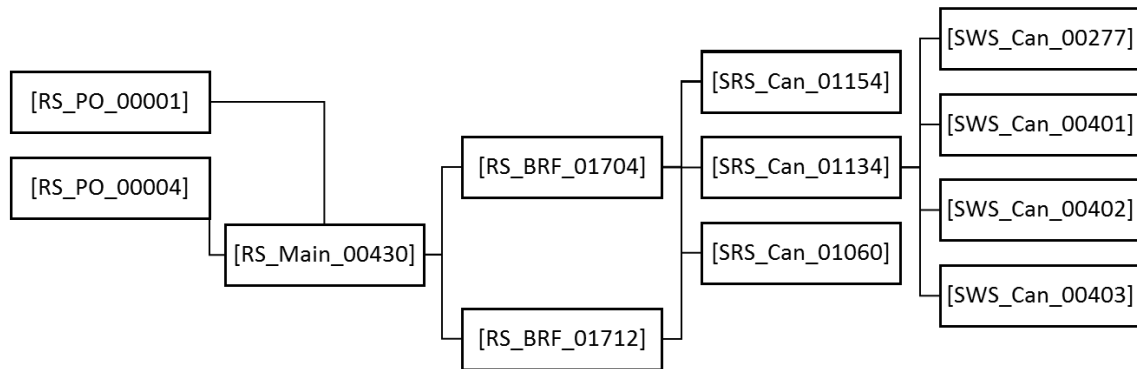 [RS_PO_00001]
[RS_PO_00004]
[RS_Main_00430]
[RS_BRF_01704]
[RS_BRF_01712]
[SRS_Can_01154]
[SRS_Can_01134]
[SRS_Can_01060]
[SWS_Can_00277]
[SWS_Can_00401]
[SWS_Can_00402]
[SWS_Can_00403]